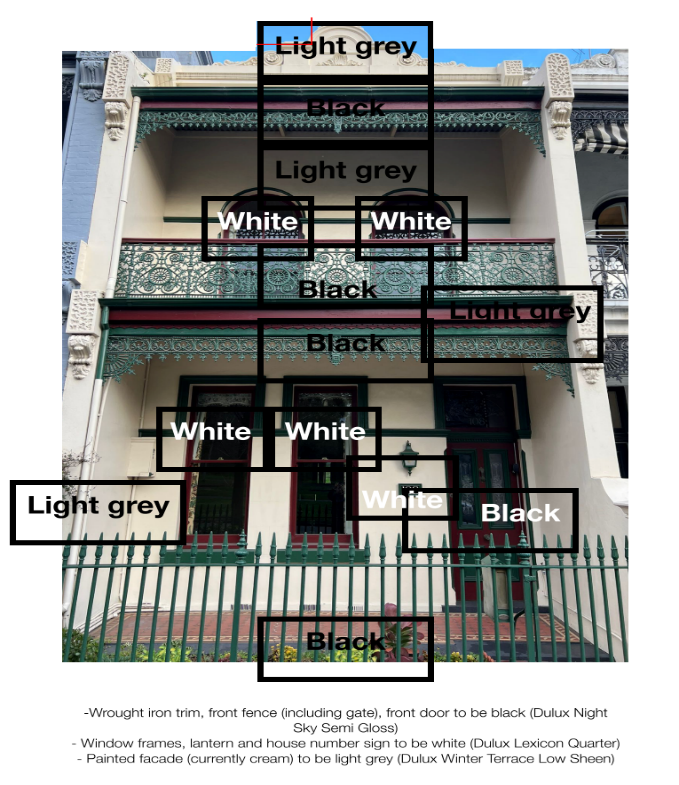 Light grey
Black
Light grey
White White
Black
Light grey
Black
White White
White
Light grey
Black
Black
-Wrought iron trim, front fence (including gate), front door to be black (Dulux Night
Sky Semi Gloss)
- Window frames, lantern and house number sign to be white (Dulux Lexicon Quarter)
- Painted facade (currently cream) to be light grey (Dulux Winter Terrace Low Sheen)